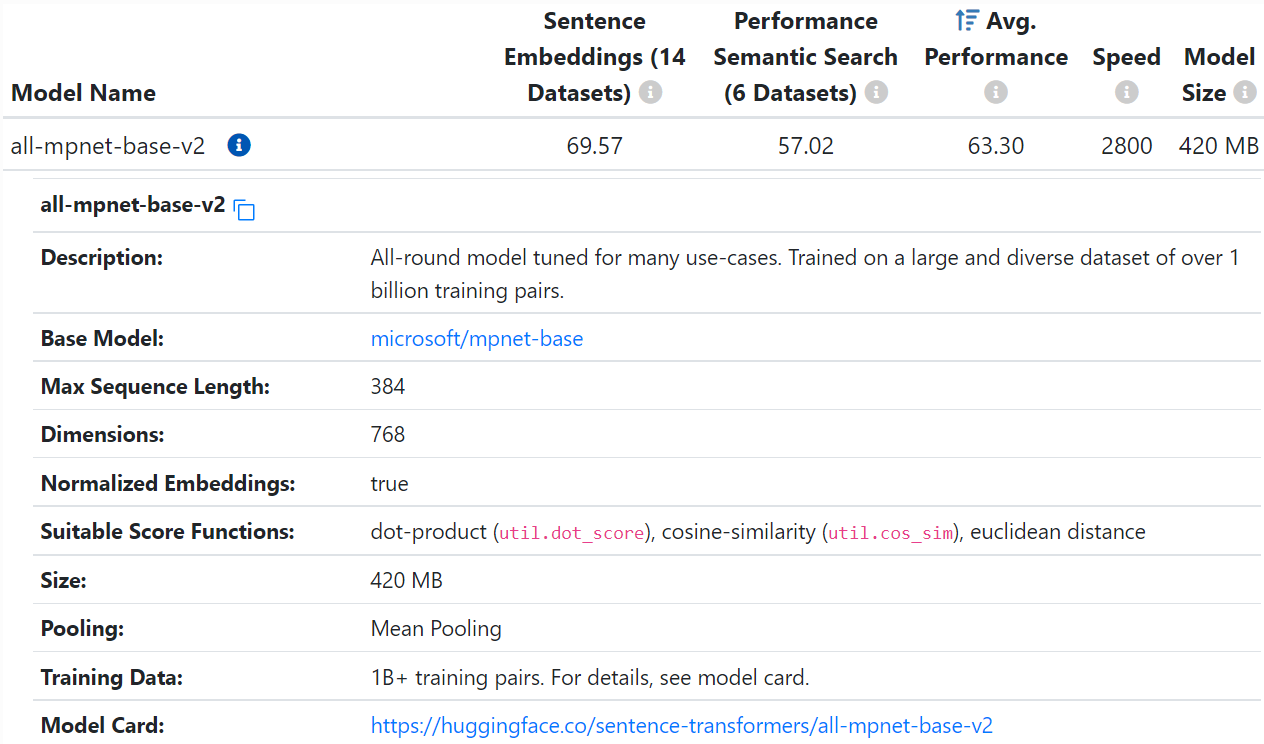 Sentence Performance Avg.
Embeddings (14 Semantic Search Performance Speed Model
Model Name Datasets) (6 Datasets) Size
all-mpnet-base-v2 69.57 57.02 63.30 2800 420 MB
all-mpnet-base-v2
Description: All-round model tuned for many use-cases. Trained on a large and diverse dataset of over 1
billion training pairs.
Base Model: microsoft/mpnet-base
Max Sequence Length: 384
Dimensions: 768
Normalized Embeddings: true
Suitable Score Functions: dot-product (util.dot_score), cosine-similarity (util.cos_sim), euclidean distance
Size: 420 MB
Pooling: Mean Pooling
Training Data: 1B+ training pairs. For details, see model card.
Model Card: https://huggingface.co/sentence-transformers/all-mpnet-base-v2